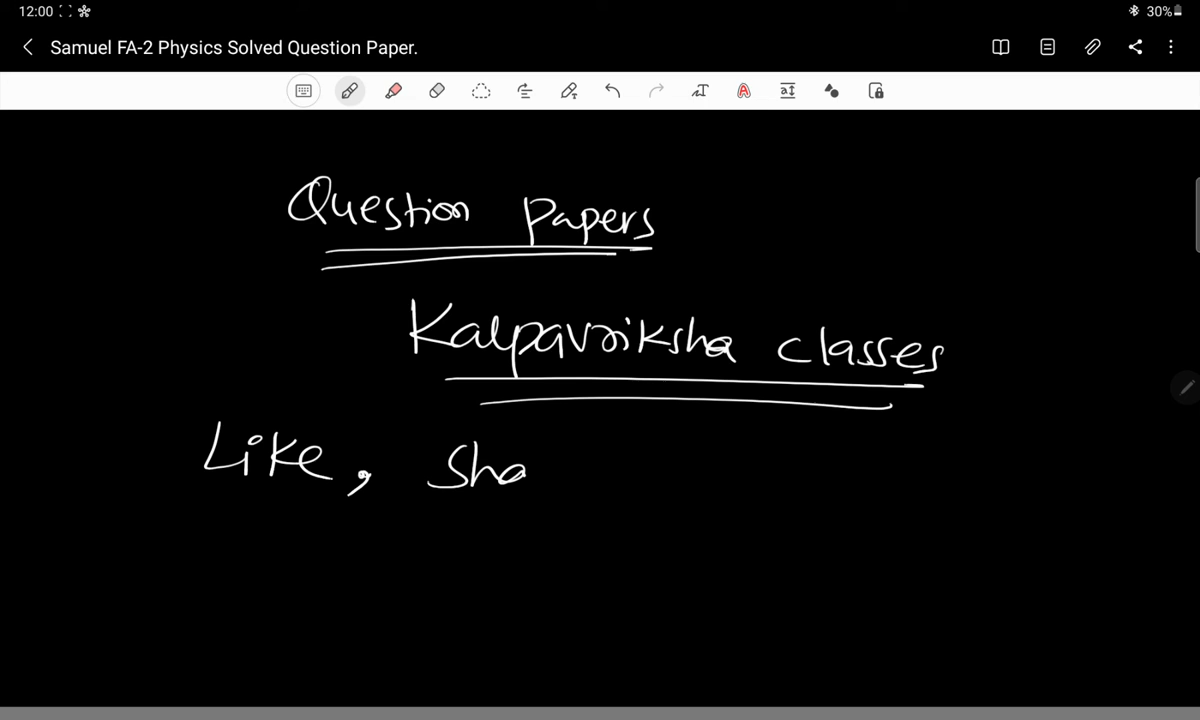 12:00 30%
Samuel FA-2 Physics Solved Question Paper.
Question Papers
Kalpavriksha classes
Like, Sha